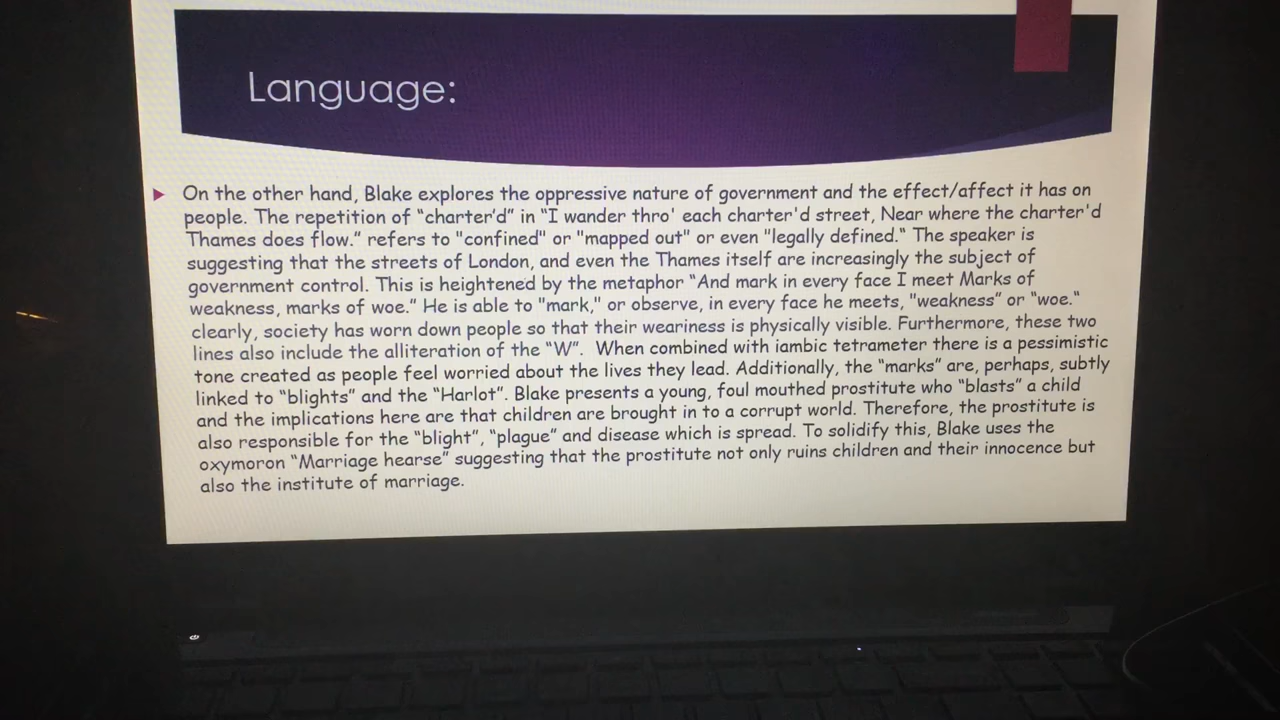 Language:
On the other hand, Blake explores the oppressive nature of government and the effect/affect it has on
people. The repetition of “charter’d” in “I wander thro' each charter'd street, Near where the charter'd
Thames does flow.” refers to "confined" or "mapped out" or even "legally defined." The speaker is
suggesting that the streets of London, and even the Thames itself are increasingly the subject of
government control. This is heightened by the metaphor “And mark in every face I meet Marks of
weakness, marks of woe.” He is able to "mark," or observe, in every face he meets, "weakness” or “woe."
clearly, society has worn down people so that their weariness is physically visible. Furthermore, these two
lines also include the alliteration of the “W”. When combined with iambic tetrameter there is a pessimistic
tone created as people feel worried about the lives they lead. Additionally, the “marks” are, perhaps, subtly
linked to “blights” and the “Harlot”. Blake presents a young, foul mouthed prostitute who “blasts” a child
and the implications here are that children are brought in to a corrupt world. Therefore, the prostitute is
also responsible for the “blight”, “plague” and disease which is spread. To solidify this, Blake uses the
oxymoron “Marriage hearse” suggesting that the prostitute not only ruins children and their innocence but
also the institute of marriage.